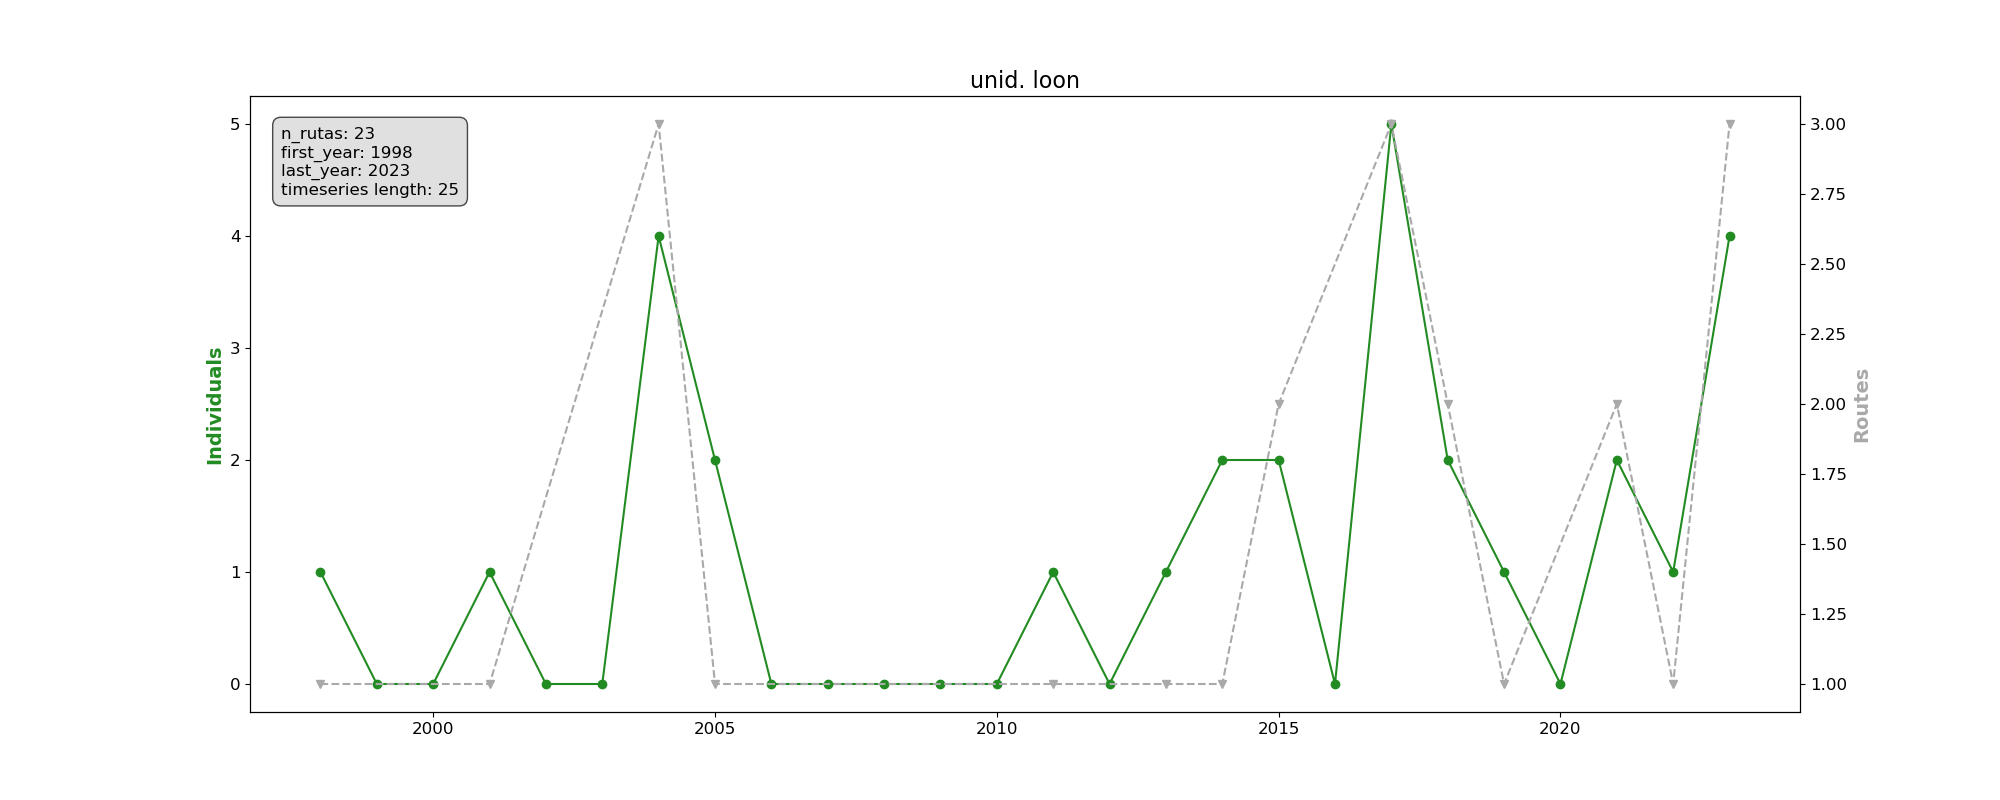 unid. loon
n_rutas: 23
first_year: 1998
last_year: 2023
timeseries length: 25
5
4
3
2
1
0
Individuals
3.00
2.75
2.50
2.25
2.00
1.75
1.50
1.25
1.00
Routes
2000
2005
2010
2015
2020